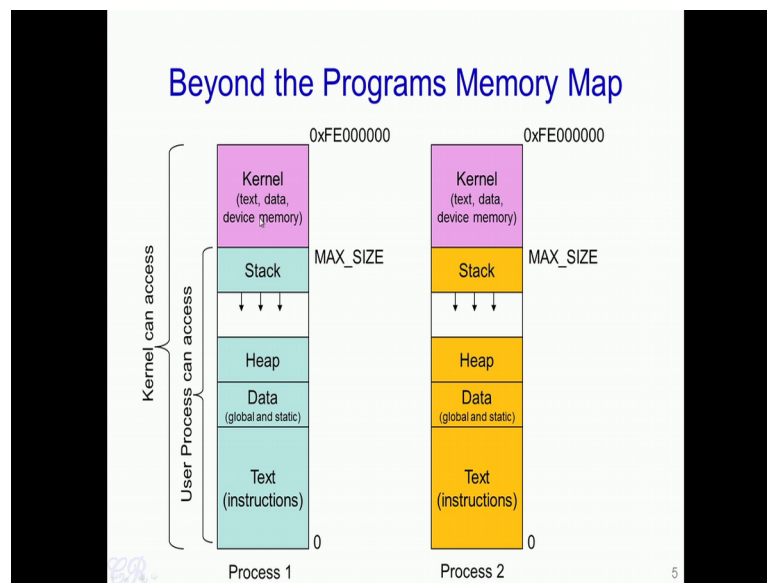 Beyond the Programs Memory Map
0xFE000000
0xFE000000
Kernel
(text, data,
device memory)
Kernel
(text, data,
device memory)
MAX_SIZE
MAX_SIZE
Stack
Stack
Kernel can access
User Process can access
Heap
Heap
Data
(global and static)
Data
(global and static)
Text
(instructions)
Text
(instructions)
0
0
Process 1
Process 2
5